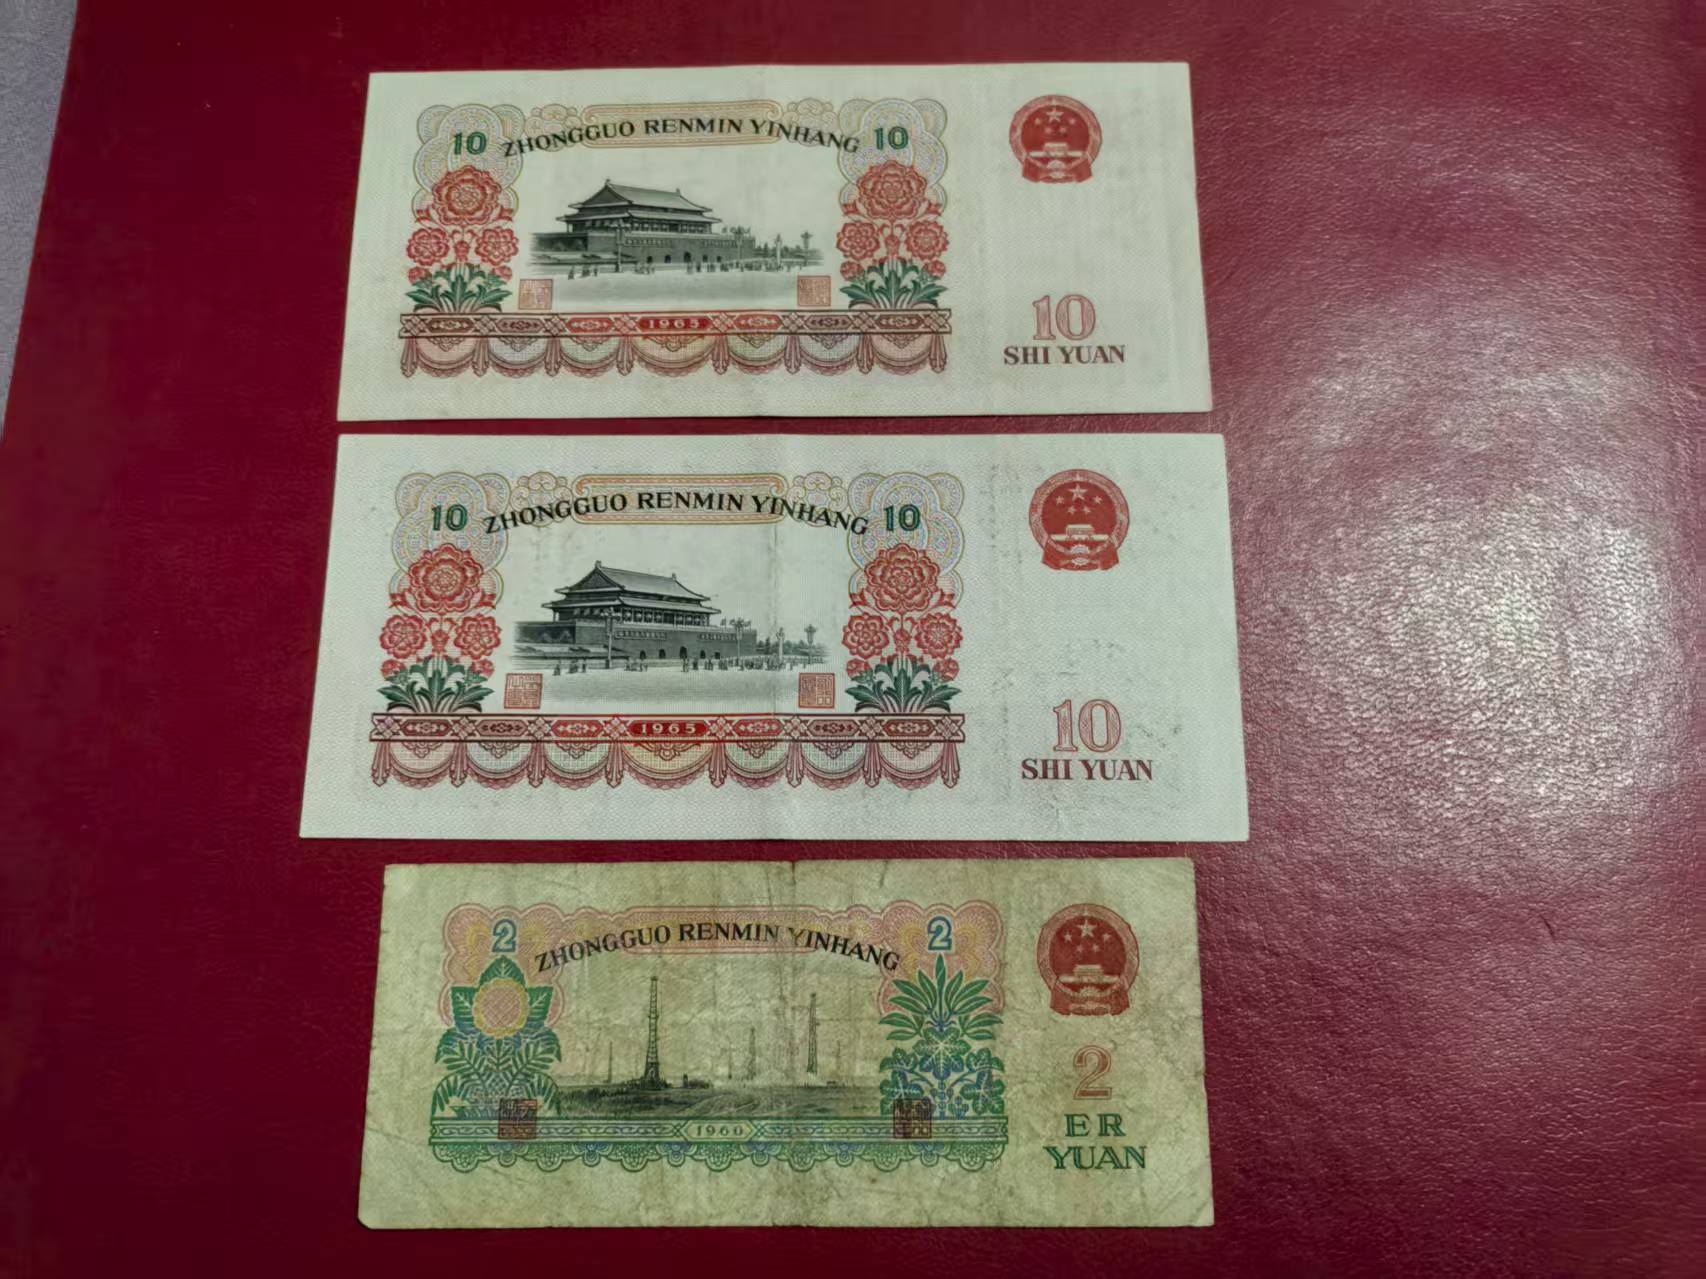 10 ZHONGGUO RENMIN YINHANG 10
1965
10
SHI YUAN
10 ZHONGGUO RENMIN YINHANG 10
1965
10
SHI YUAN
2 ZHONGGUO RENMIN YINHANG 2
2
ER
1960
YUAN